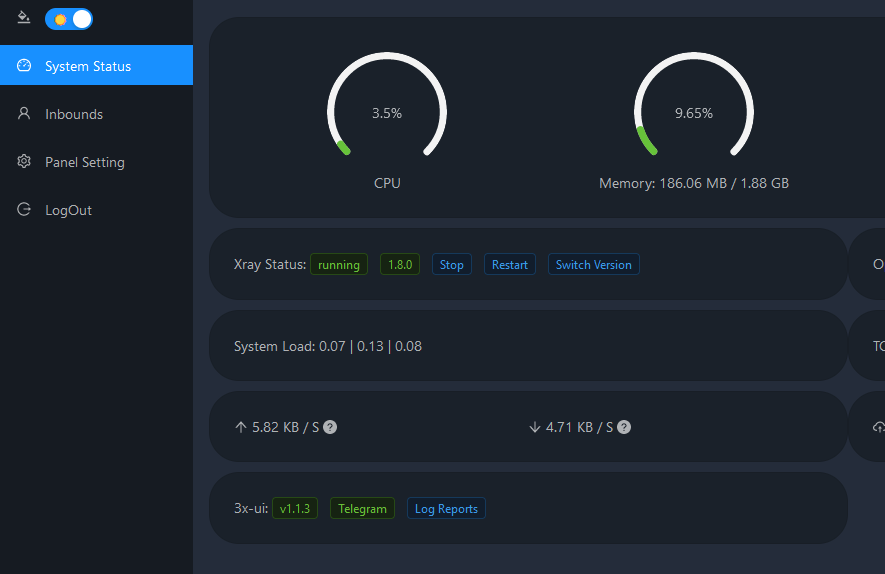 System Status
Inbounds
Panel Setting
LogOut
3.5%
CPU
9.65%
Memory: 186.06 MB / 1.88 GB
Xray Status: running 1.8.0 Stop Restart Switch Version
System Load: 0.07 | 0.13 | 0.08
5.82 KB / S ? 4.71 KB / S ?
3x-ui: v1.1.3 Telegram Log Reports